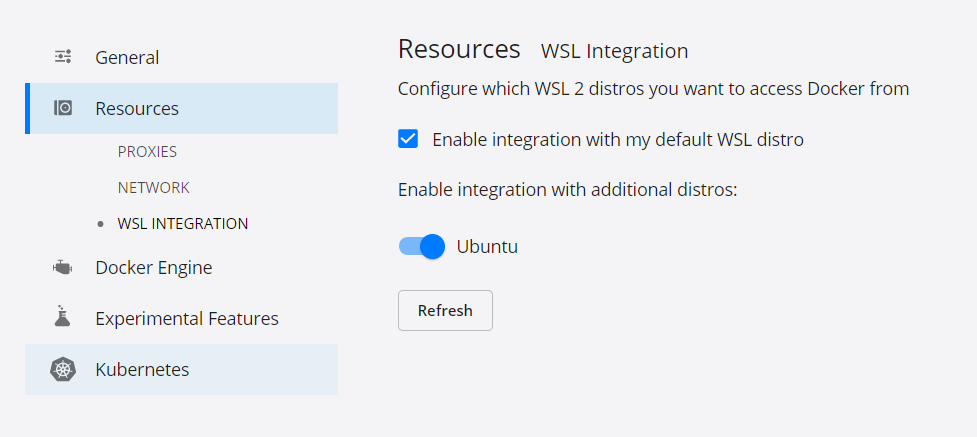 General
Resources
PROXIES
NETWORK
WSL INTEGRATION
Docker Engine
Experimental Features
Kubernetes
Resources WSL Integration
Configure which WSL 2 distros you want to access Docker from
Enable integration with my default WSL distro
Enable integration with additional distros:
Ubuntu
Refresh